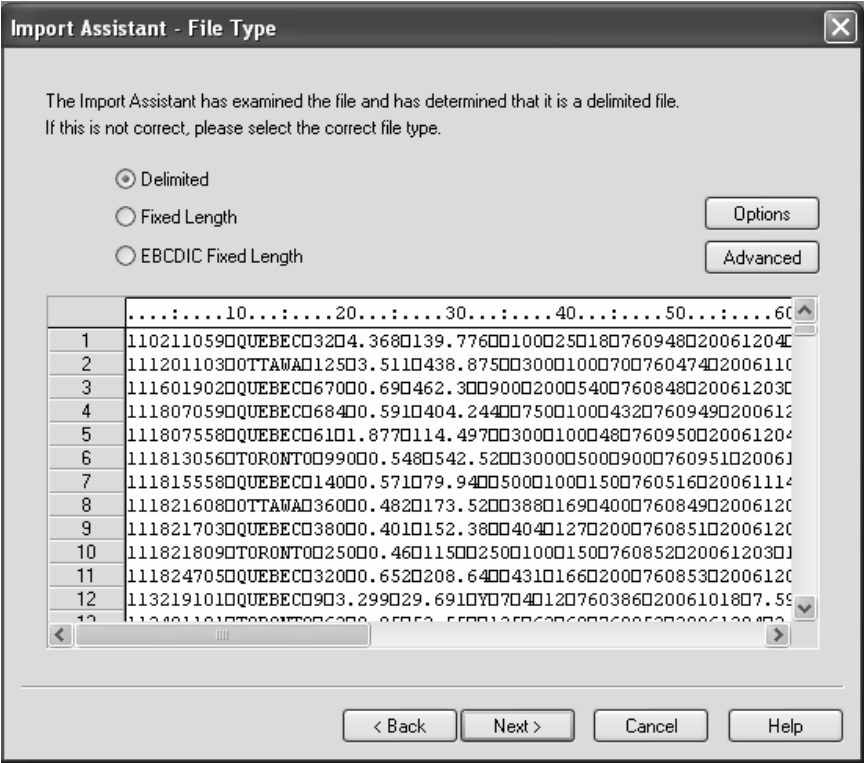 Import Assistant - File Type
The Import Assistant has examined the file and has determined that it is a delimited file.
If this is not correct, please select the correct file type.
Delimited
Fixed Length
Options
EBCDIC Fixed Length
Advanced
....:....10...:....20...:....30...:....40...:....50...:....60
1 110211059□QUEBEC□32□4.368□139.776□□100□25□18□760948□20061204□
2 111201103□OTTAWA□125□3.511□438.875□□300□100□70□760474□2006110
3 111601902□QUEBEC□670□0.69□462.3□□900□200□540□760848□20061203□
4 111807059□QUEBEC□684□0.591□404.244□□750□100□432□760949□200612
5 111807558□QUEBEC□61□1.877□114.497□□300□100□48□760950□20061204
6 111813056□TORONTO□990□0.548□542.52□□3000□500□900□760951□20061
7 111815558□QUEBEC□140□0.571□79.94□□500□100□150□760516□20061114
8 111821608□OTTAWA□360□0.482□173.52□□388□169□400□760849□2006120
9 111821703□QUEBEC□380□0.401□152.38□□404□127□200□760851□2006120
10 111821809□TORONTO□250□0.46□115□□250□100□150□760852□20061203□1
11 111824705□QUEBEC□320□0.652□208.64□□431□166□200□760853□2006120
12 113219101□QUEBEC□9□3.299□29.691□Y□7□4□12□760386□20061018□7.59
< Back
Next >
Cancel
Help